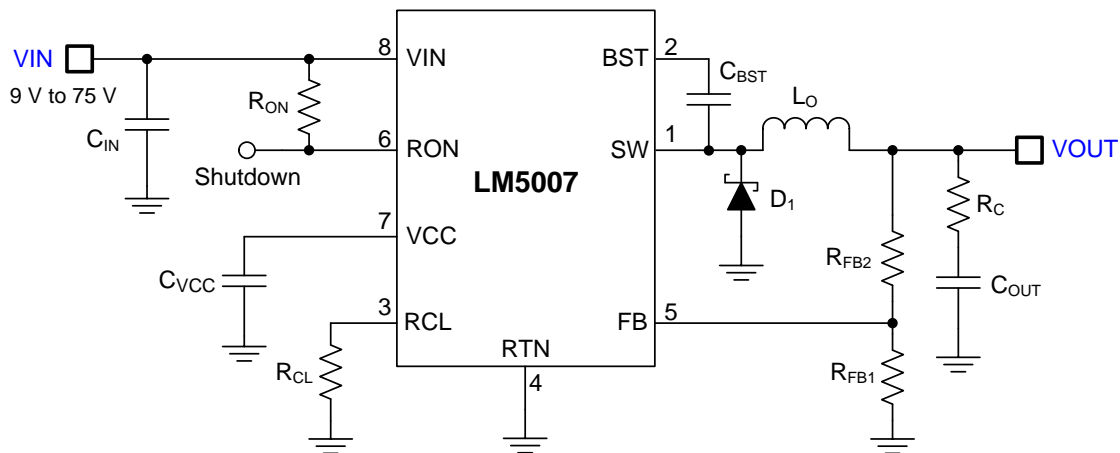 VIN
9 V to 75 V
C_IN
R_ON
Shutdown
8
VIN
6
RON
7
VCC
C_VCC
3
RCL
R_CL
LM5007
RTN
4
BST
2
C_BST
SW
1
D1
L_O
VOUT
R_C
C_OUT
R_FB2
FB
5
R_FB1